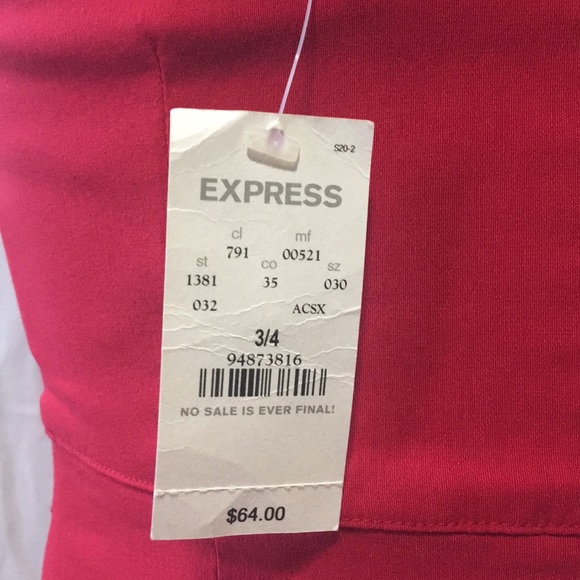 S20-2
EXPRESS
cl mf
791 00521
st co sz
1381 35 030
032 ACSX
3/4
94873816
NO SALE IS EVER FINAL!
$64.00